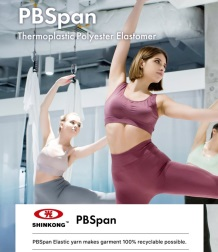 PBSpan
Thermoplastic Polyester Elastomer
SHINKONG
PBSpan
PBSpan Elastic yarn makes garment 100% recyclable possible.